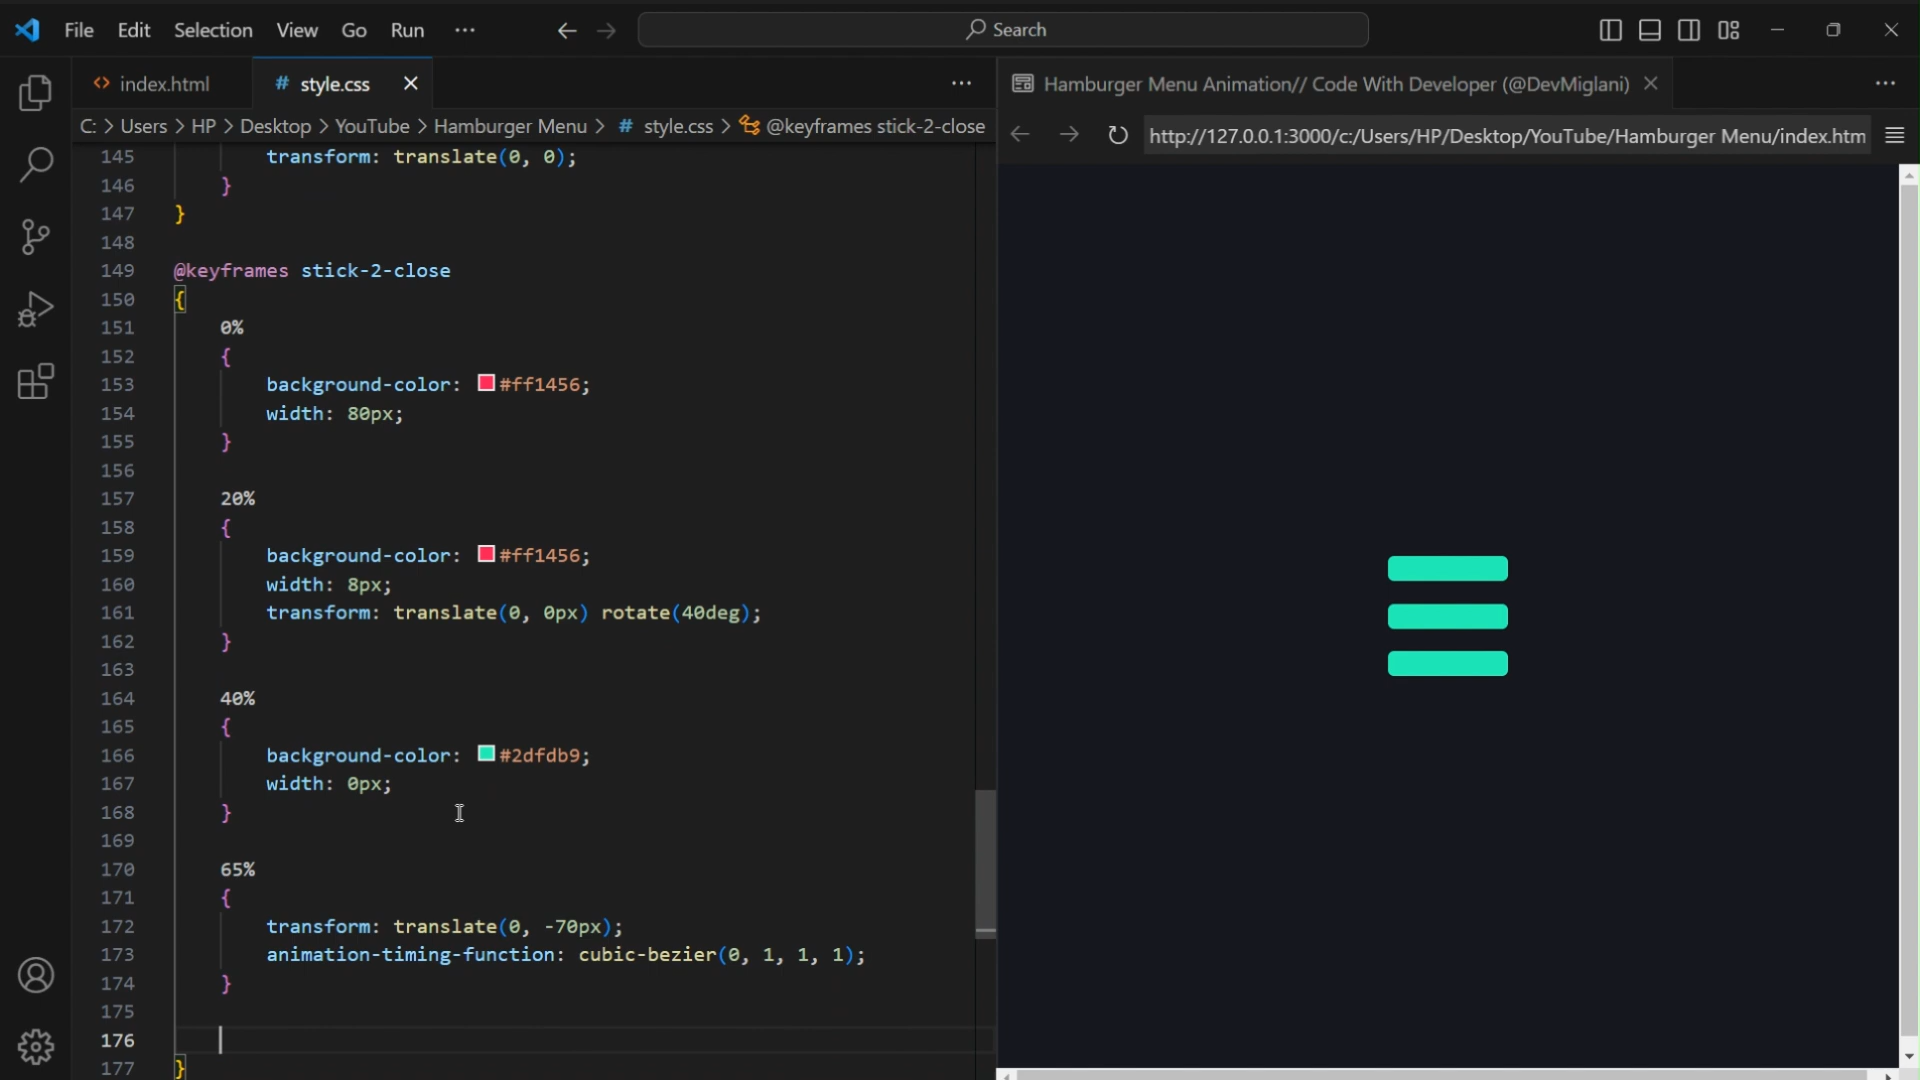 File Edit Selection View Go Run ··· Search
index.html # style.css
Hamburger Menu Animation// Code With Developer (@DevMiglani)
C: > Users > HP > Desktop > YouTube > Hamburger Menu > # style.css > @keyframes stick-2-close
http://127.0.0.1:3000/c:/Users/HP/Desktop/YouTube/Hamburger Menu/index.htm
145 transform: translate(0, 0);
146 }
147 }
148
149 @keyframes stick-2-close
150 {
151 0%
152 {
153 background-color: #ff1456;
154 width: 80px;
155 }
156
157 20%
158 {
159 background-color: #ff1456;
160 width: 8px;
161 transform: translate(0, 0px) rotate(40deg);
162 }
163
164 40%
165 {
166 background-color: #2dfdb9;
167 width: 0px;
168 }
169
170 65%
171 {
172 transform: translate(0, -70px);
173 animation-timing-function: cubic-bezier(0, 1, 1, 1);
174 }
175
176
177 }